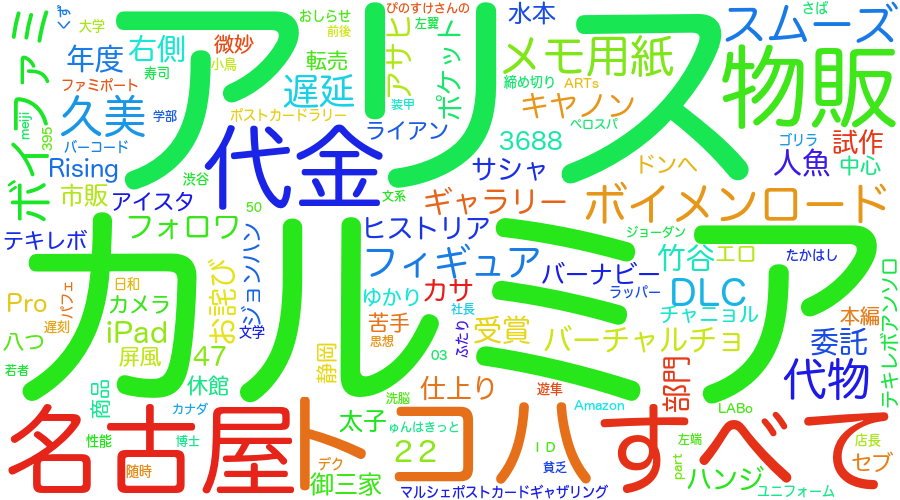 ボイファミ
くず
大学
アリス
おしらせ
前後
ぴのすけさんの
左翼
アサヒ
ポケット
水本
スムーズ
さば
年度
右側
微妙
小鳥
転売
メモ用紙
物販
ファミポート
寿司
遅延
締め切り
ARTs
装甲
meiji
395
久美
学部
ポストカードラリー
キヤノン
バーコード
ライアン
ペロスパ
3688
ゴリラ
試作
Rising
渋谷
代金
サシャ
ドンへ
人魚
中心
市販
アイスタ
文系
ギャラリー
ボイメンロード
50
テキレボ
フォロワ
ヒストリア
カルミア
ジョーダン
竹谷
エロ
たかはし
日和
お詫び
ジョンハン
フィギュア
バーナビー
ラッパー
DLC
Pro
パフェ
カメラ
ゆかり
カサ
社長
チャニョル
本編
遅刻
iPad
文学
苦手
思想
受賞
バーチャルチョ
委託
八つ
屏風
47
静岡
03
ふたり
テキレボアンソロ
若者
商品
休館
洗脳
仕上り
遊隼
部門
代物
カナダ
Amazon
LABo
名古屋
トコハ
すべて
太子
ゅんはきっと
性能
博士
22
ID
左端
店長
随時
デク
貧乏
part
セブ
御三家
ハンジ
マルシェポストカードギャザリング
ユニフォーム